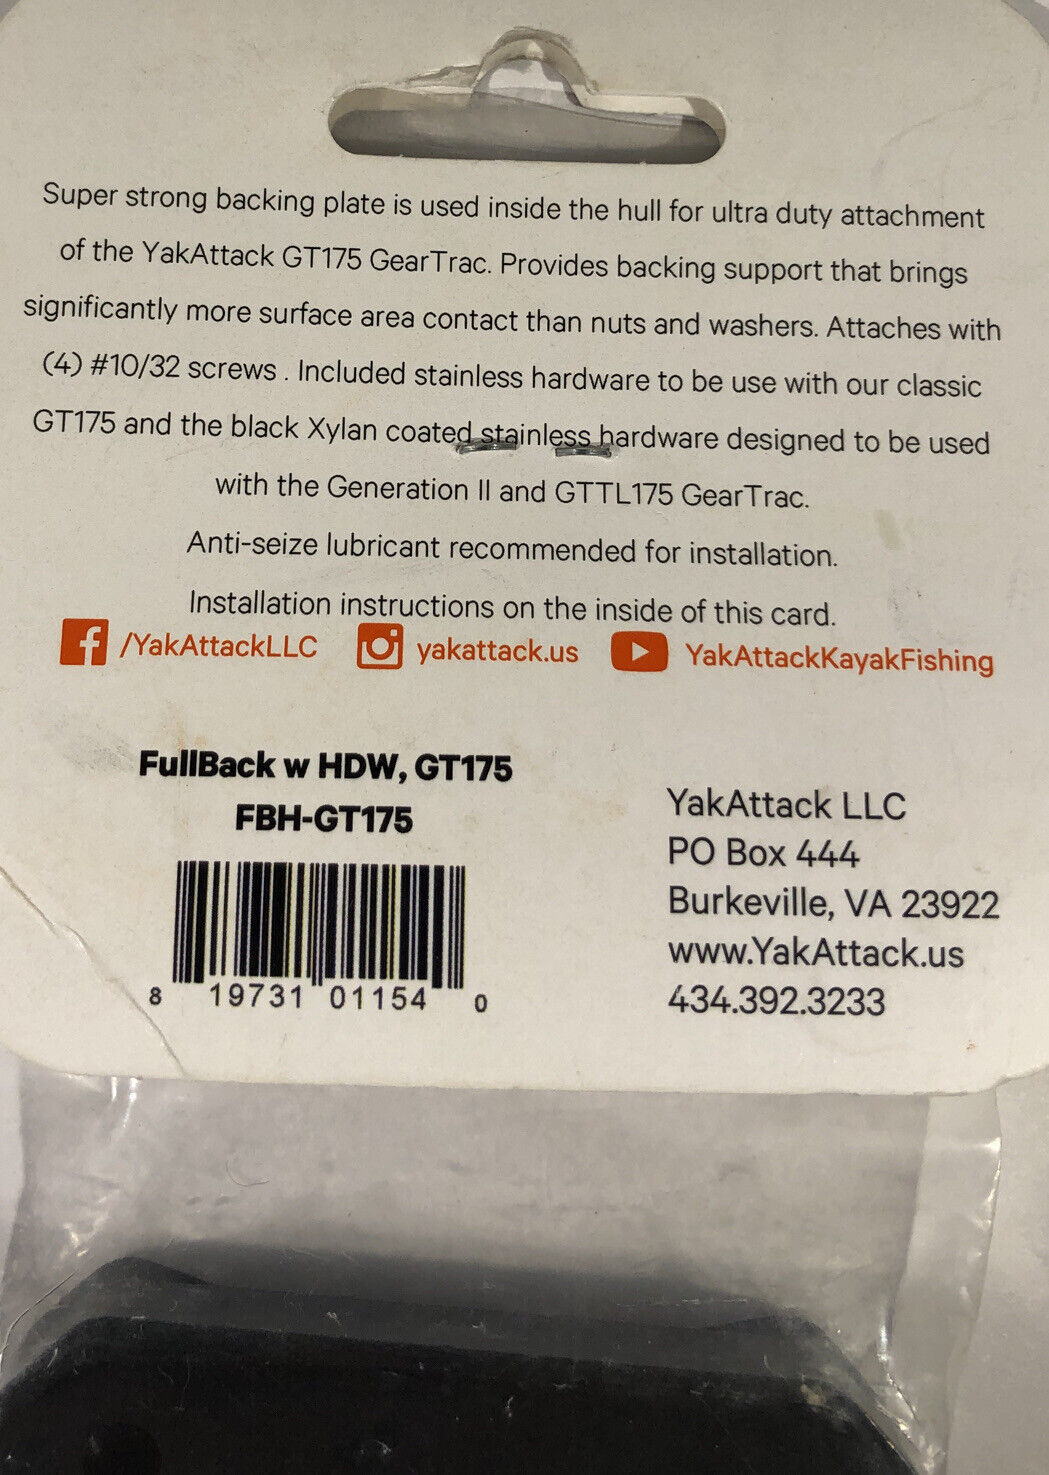 Super strong backing plate is used inside the hull for ultra duty attachment
of the YakAttack GT175 GearTrac. Provides backing support that brings
significantly more surface area contact than nuts and washers. Attaches with
(4) #10/32 screws . Included stainless hardware to be use with our classic
GT175 and the black Xylan coated stainless hardware designed to be used
with the Generation II and GTTL175 GearTrac.
Anti-seize lubricant recommended for installation.
Installation instructions on the inside of this card.
/YakAttackLLC yakattack.us YakAttackKayakFishing
FullBack w HDW, GT175
FBH-GT175
8 19731 01154 0
YakAttack LLC
PO Box 444
Burkeville, VA 23922
www.YakAttack.us
434.392.3233